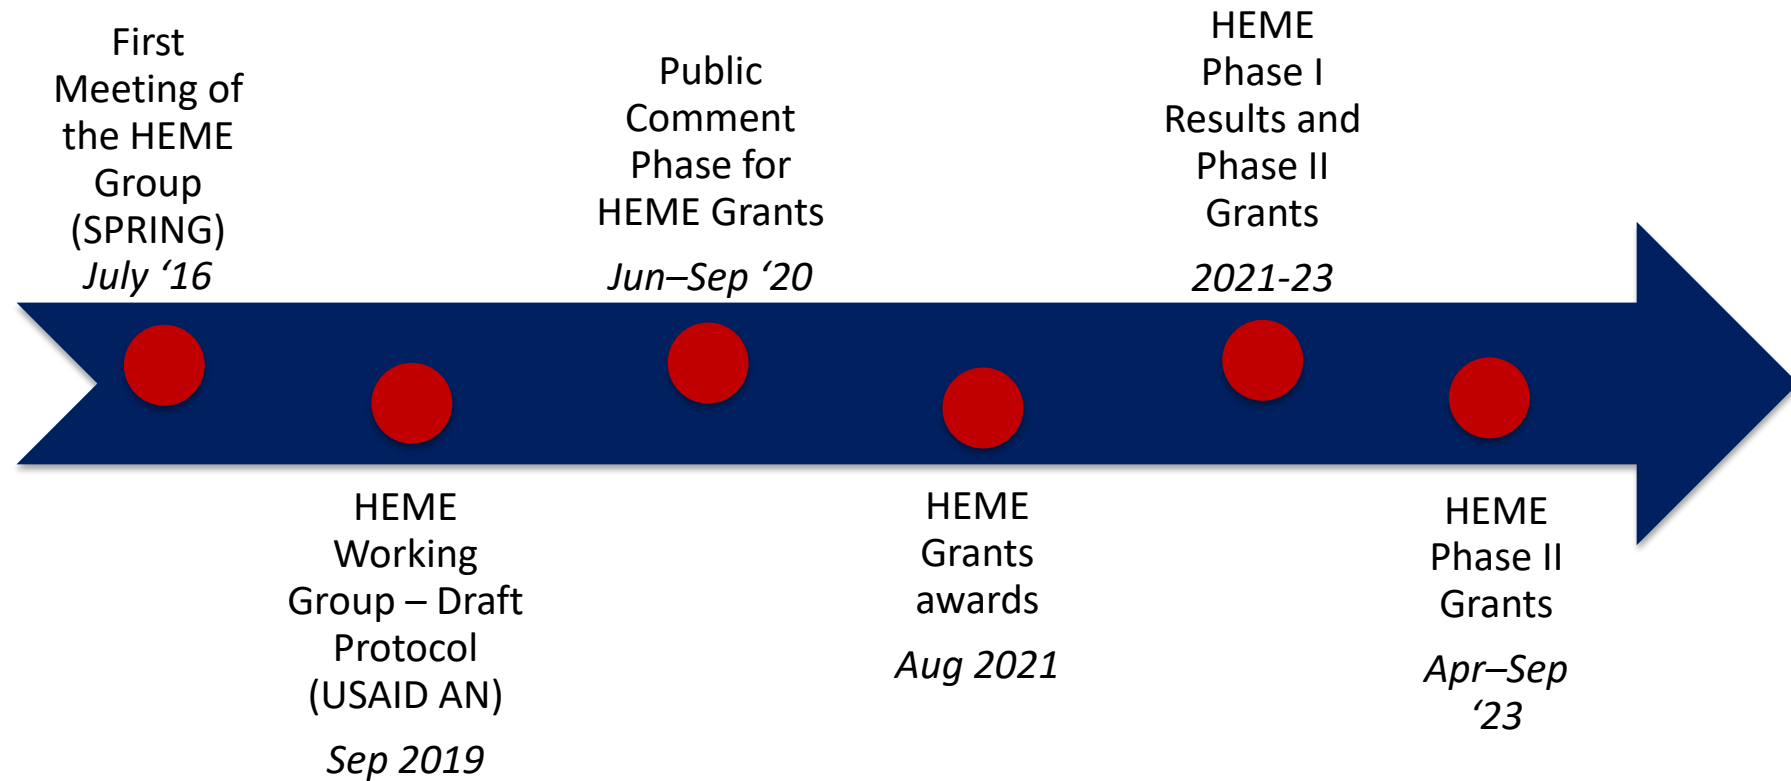 First
Meeting of
the HEME
Group
(SPRING)
July ‘16
HEME
Working
Group – Draft
Protocol
(USAID AN)
Sep 2019
Public
Comment
Phase for
HEME Grants
Jun–Sep ‘20
HEME
Grants
awards
Aug 2021
HEME
Phase I
Results and
Phase II
Grants
2021-23
HEME
Phase II
Grants
Apr–Sep
‘23